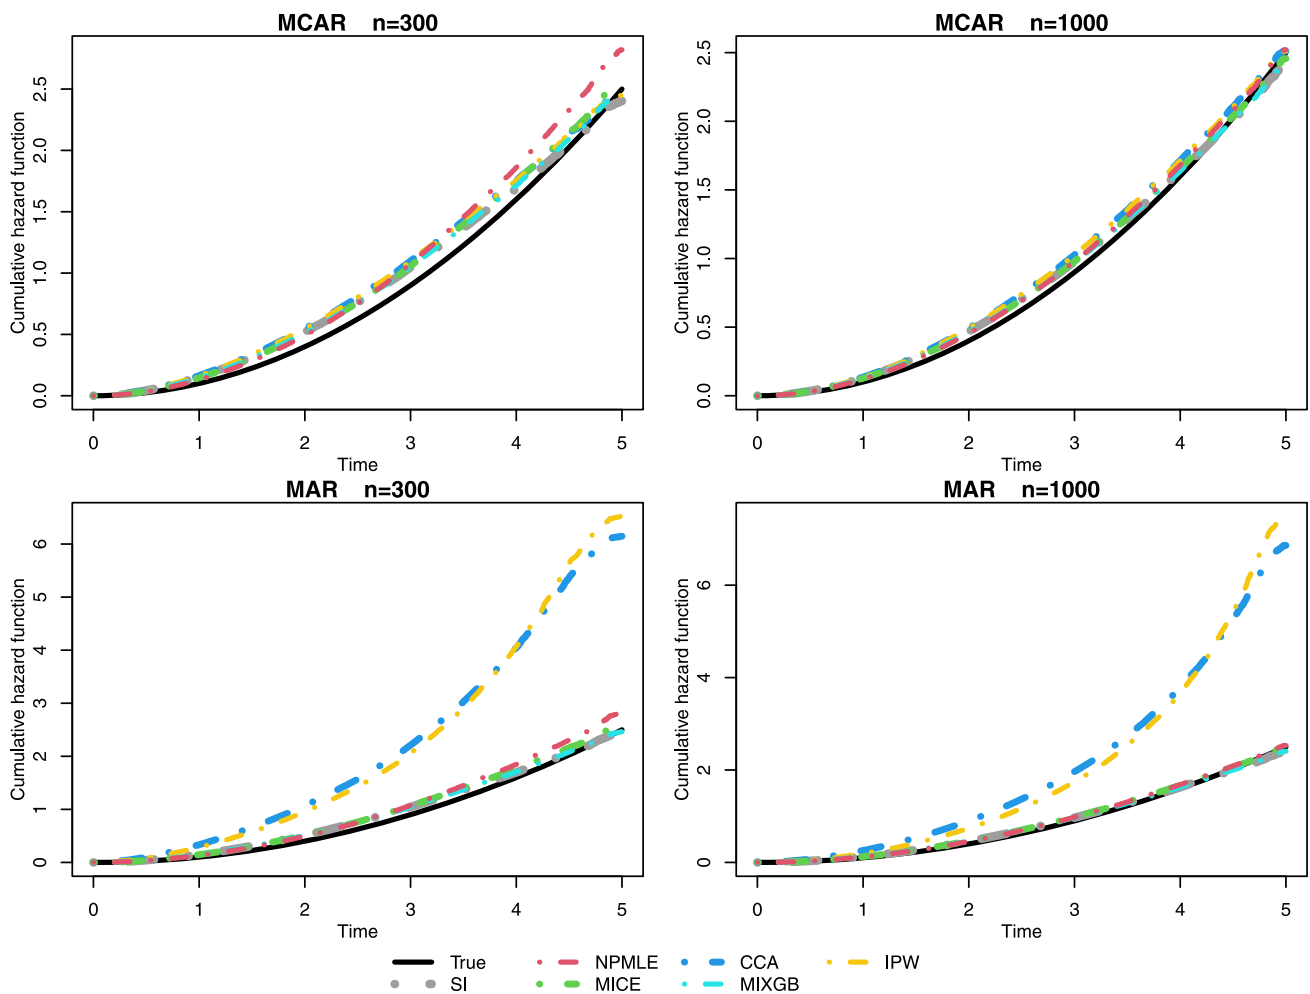 MCAR n=300
Cumulative hazard function
0.0 0.5 1.0 1.5 2.0 2.5
0 1 2 3 4 5
Time
MCAR n=1000
Cumulative hazard function
0.0 0.5 1.0 1.5 2.0 2.5
0 1 2 3 4 5
Time
MAR n=300
Cumulative hazard function
0 1 2 3 4 5 6
0 1 2 3 4 5
Time
MAR n=1000
Cumulative hazard function
0 2 4 6
0 1 2 3 4 5
Time
True NPMLE CCA IPW
SI MICE MIXGB